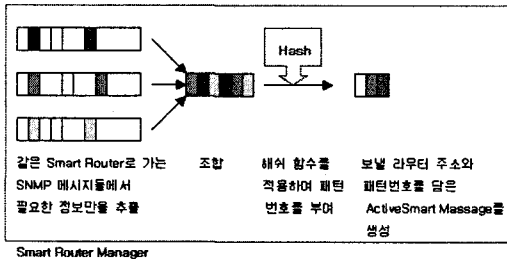 Hash
같은 Smart Router로 가는
SNMP 메시지들에서
필요한 정보만을 추출
조합
해쉬 함수를
적용하여 패턴
번호를 부여
보낼 라우터 주소와
패턴번호를 담은
ActiveSmart Massage를
생성
Smart Router Manager